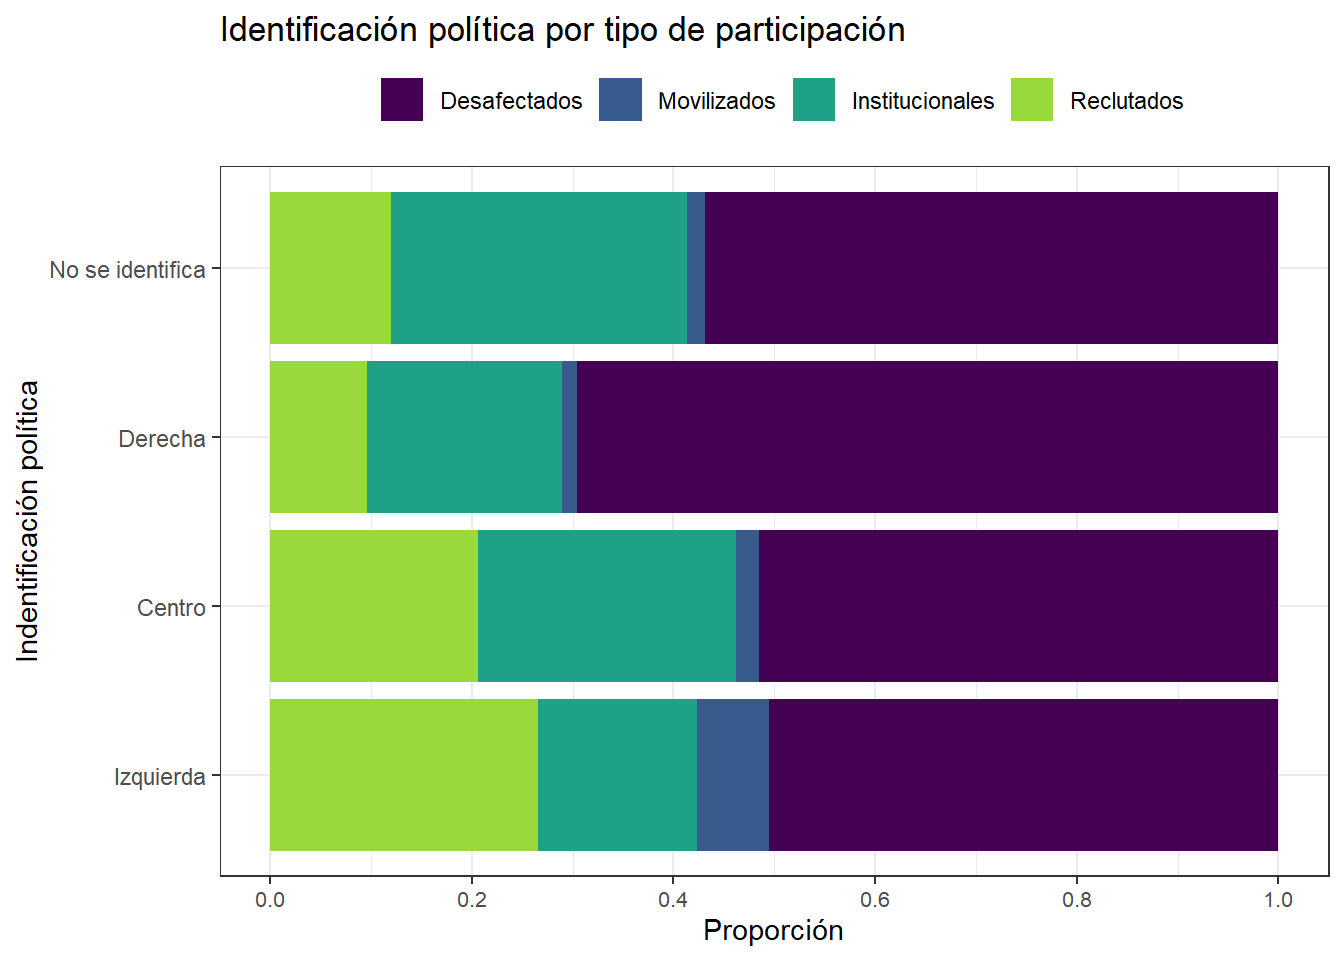 Identificación política por tipo de participación
Desafectados Movilizados Institucionales Reclutados
No se identifica
Derecha
Centro
Izquierda
Indentificación política
0.0 0.2 0.4 0.6 0.8 1.0
Proporción